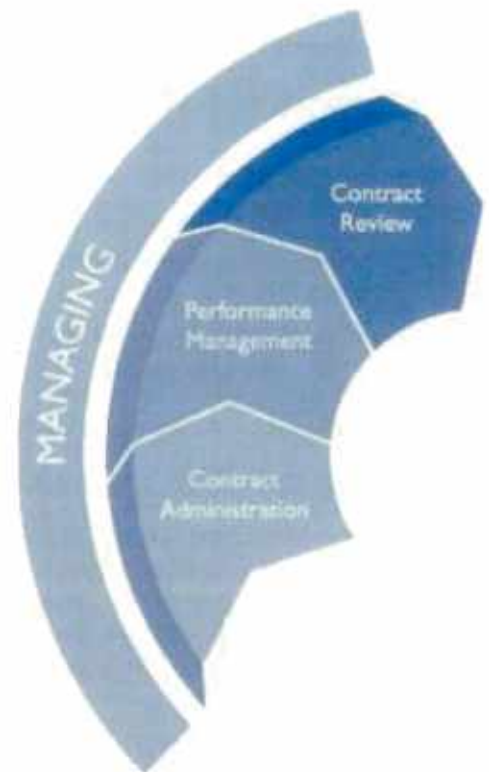 MANAGING
Contract
Review
Performance
Management
Contract
Administration